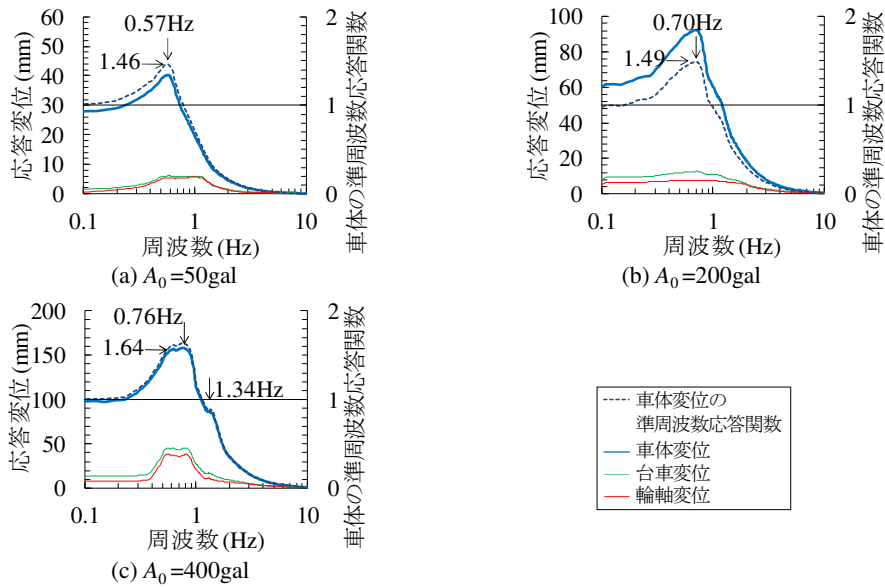 60
50
40
30
20
10
0
応答変位 (mm)
0.57Hz
1.46
2
1
0
車体の準周波数応答関数
0.1
1
10
周波数 (Hz)
(a) A0 =50gal
100
80
60
40
20
0
応答変位 (mm)
0.70Hz
1.49
2
1
0
車体の準周波数応答関数
0.1
1
10
周波数 (Hz)
(b) A0 =200gal
200
150
100
50
0
応答変位 (mm)
0.76Hz
1.64
1.34Hz
2
1
0
車体の準周波数応答関数
0.1
1
10
周波数 (Hz)
(c) A0 =400gal
車体変位の
準周波数応答関数
車体変位
台車変位
輪軸変位